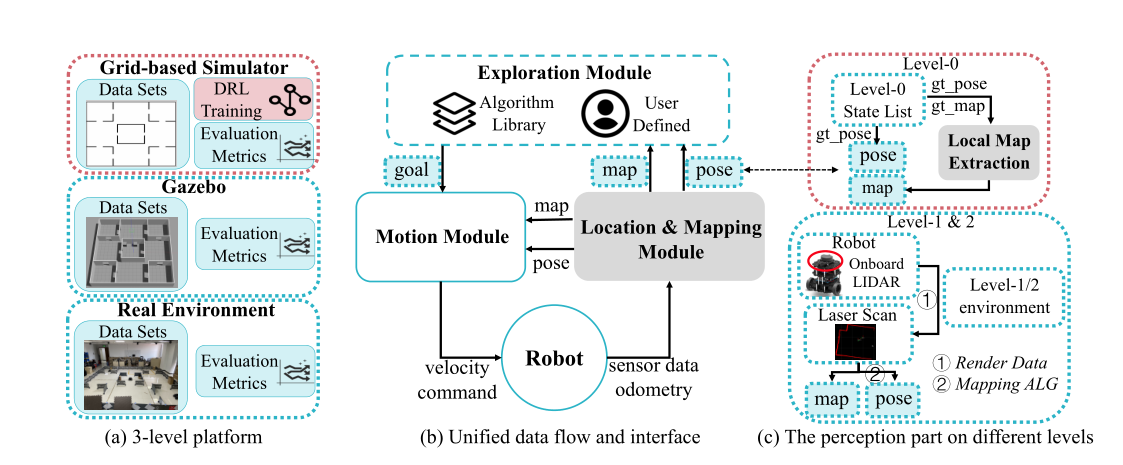 Grid-based Simulator
Data Sets
DRL
Training
Evaluation
Metrics
Gazebo
Data Sets
Evaluation
Metrics
Real Environment
Data Sets
Evaluation
Metrics
(a) 3-level platform
Exploration Module
Algorithm
Library
User
Defined
goal
map
pose
Motion Module
map
pose
Location & Mapping
Module
Robot
velocity
command
sensor data
odometry
(b) Unified data flow and interface
Level-0
Level-0
State List
gt_pose
gt_map
gt_pose
Local Map
Extraction
pose
map
Level-1 & 2
Robot
Onboard
LIDAR
①
Level-1/2
environment
Laser Scan
②
① Render Data
② Mapping ALG
map
pose
(c) The perception part on different levels